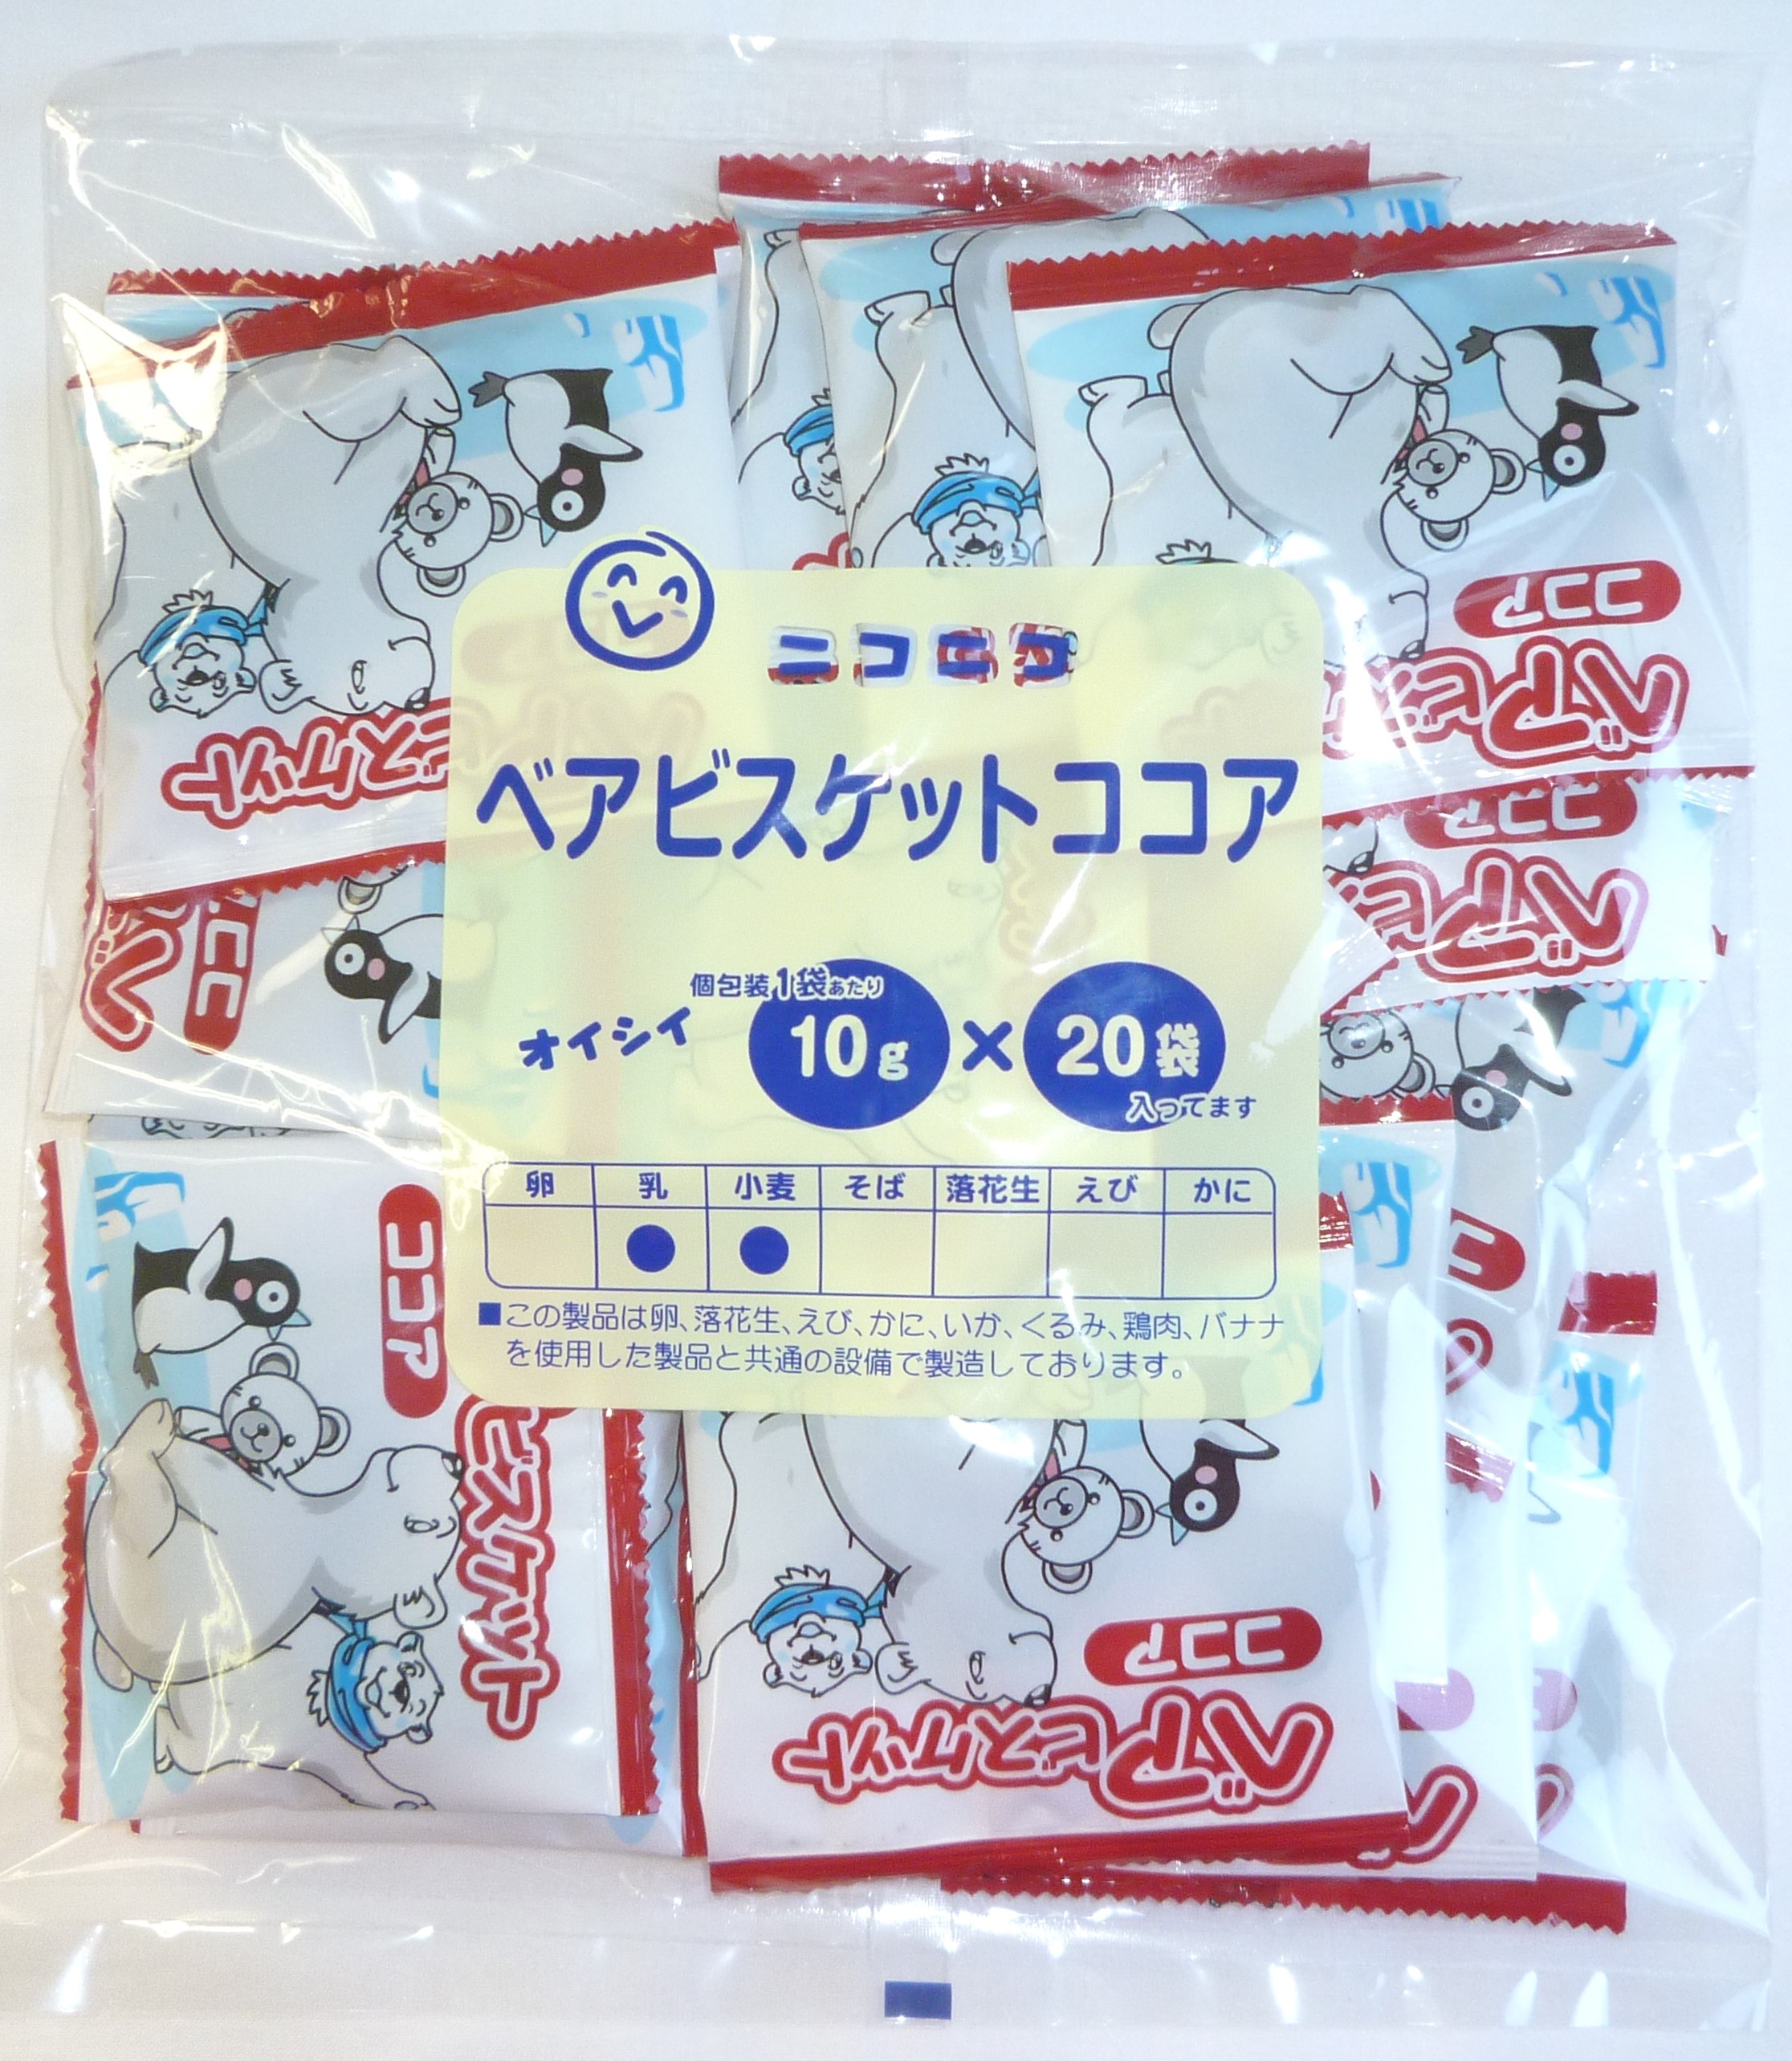 ニコニコ
ベアビスケットココア
オイシイ
個包装1袋あたり
10g×20袋
入ってます
卵 乳 小麦 そば 落花生 えび かに
● ●
■この製品は卵、落花生、えび、かに、いか、くるみ、鶏肉、バナナ
を使用した製品と共通の設備で製造しております。
ココア
ベアビスケット
ココア
ビスケット
ココア
ベアビ
ビスケット
ココア
ベアビ